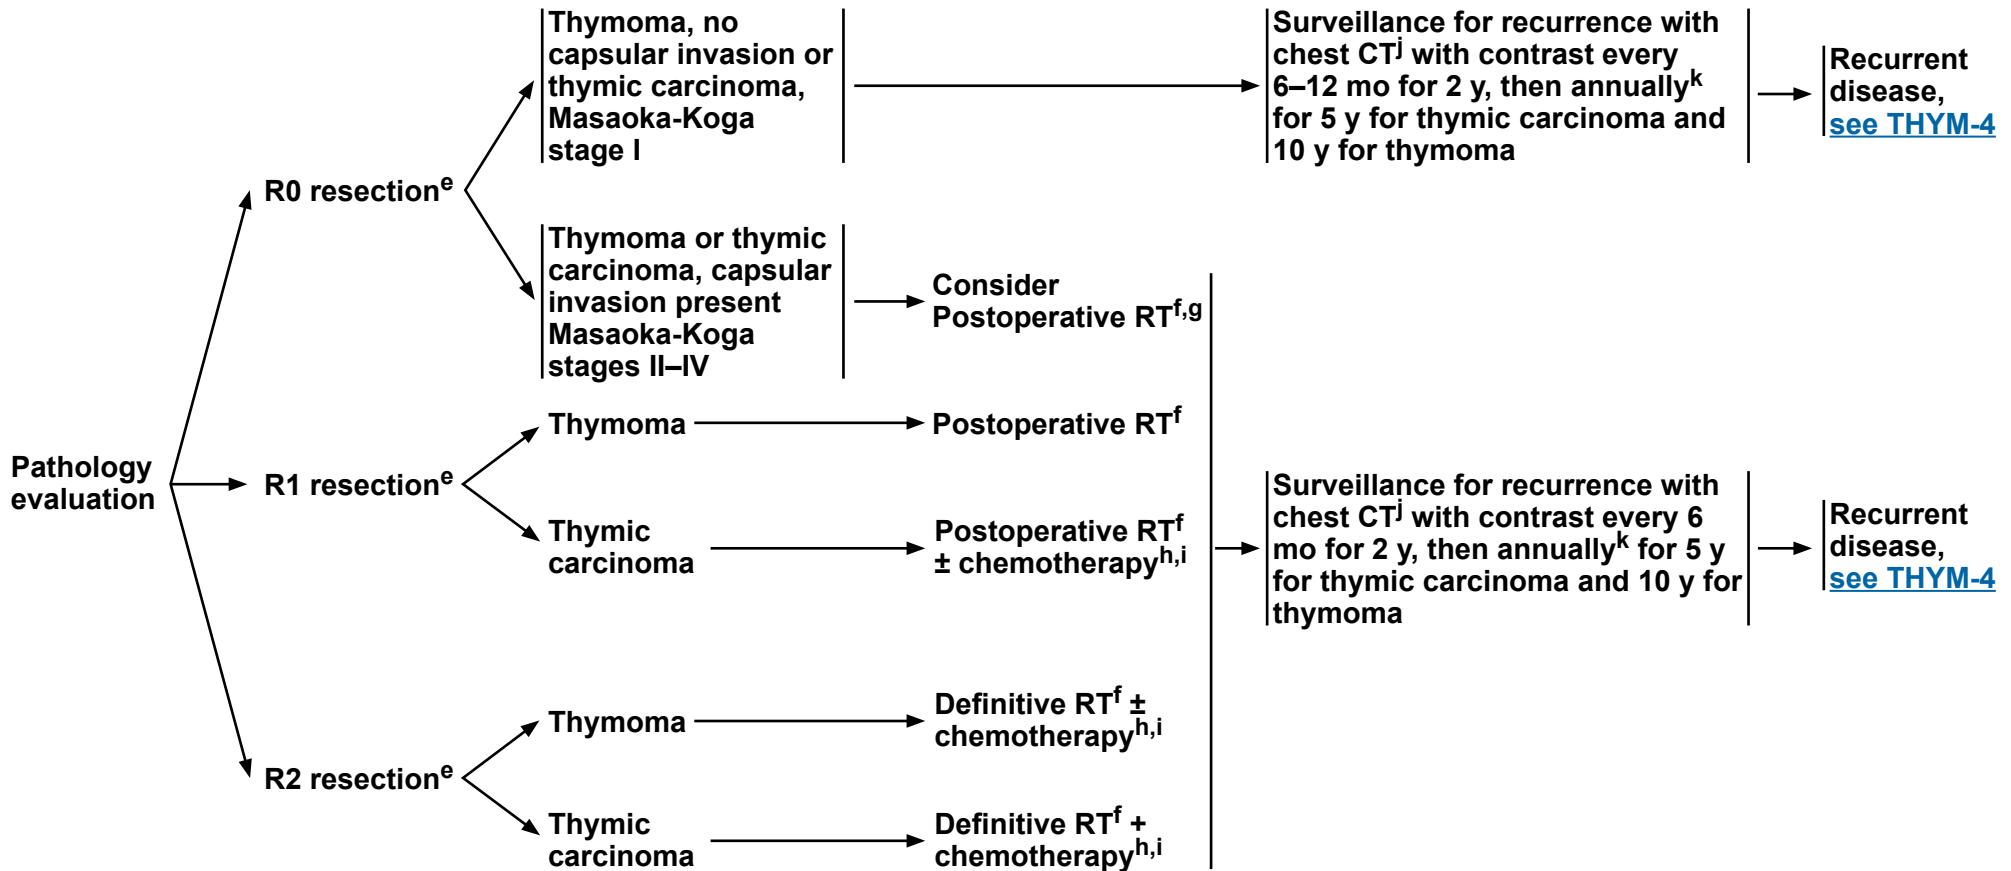 Pathology
evaluation
R0 resectione
Thymoma, no
capsular invasion or
thymic carcinoma,
Masaoka-Koga
stage I
Surveillance for recurrence with
chest CTj with contrast every
6–12 mo for 2 y, then annuallyk
for 5 y for thymic carcinoma and
10 y for thymoma
Recurrent
disease,
see THYM-4
Thymoma or thymic
carcinoma, capsular
invasion present
Masaoka-Koga
stages II–IV
Consider
Postoperative RTf,g
R1 resectione
Thymoma
Postoperative RTf
Thymic
carcinoma
Postoperative RTf
± chemotherapyh,i
R2 resectione
Thymoma
Definitive RTf ±
chemotherapyh,i
Thymic
carcinoma
Definitive RTf +
chemotherapyh,i
Surveillance for recurrence with
chest CTj with contrast every 6
mo for 2 y, then annuallyk for 5 y
for thymic carcinoma and 10 y for
thymoma
Recurrent
disease,
see THYM-4